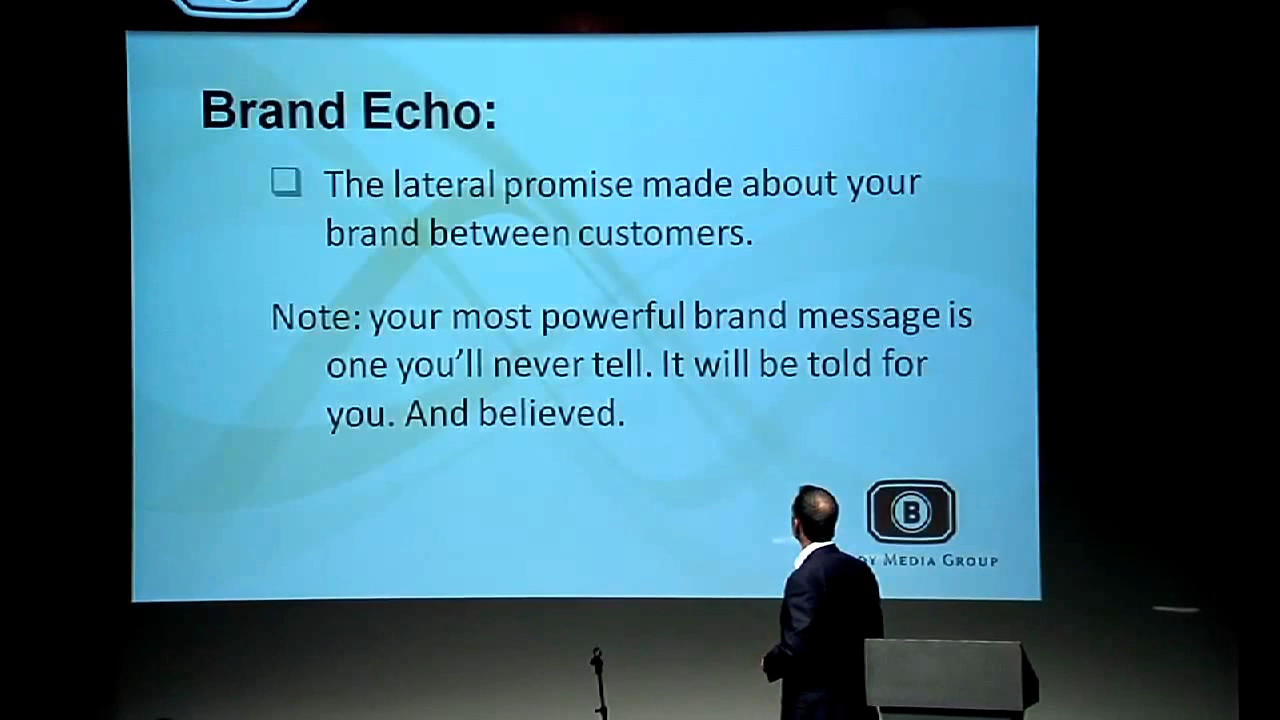 Brand Echo:
The lateral promise made about your
brand between customers.
Note: your most powerful brand message is
one you'll never tell. It will be told for
you. And believed.
B
Media Group